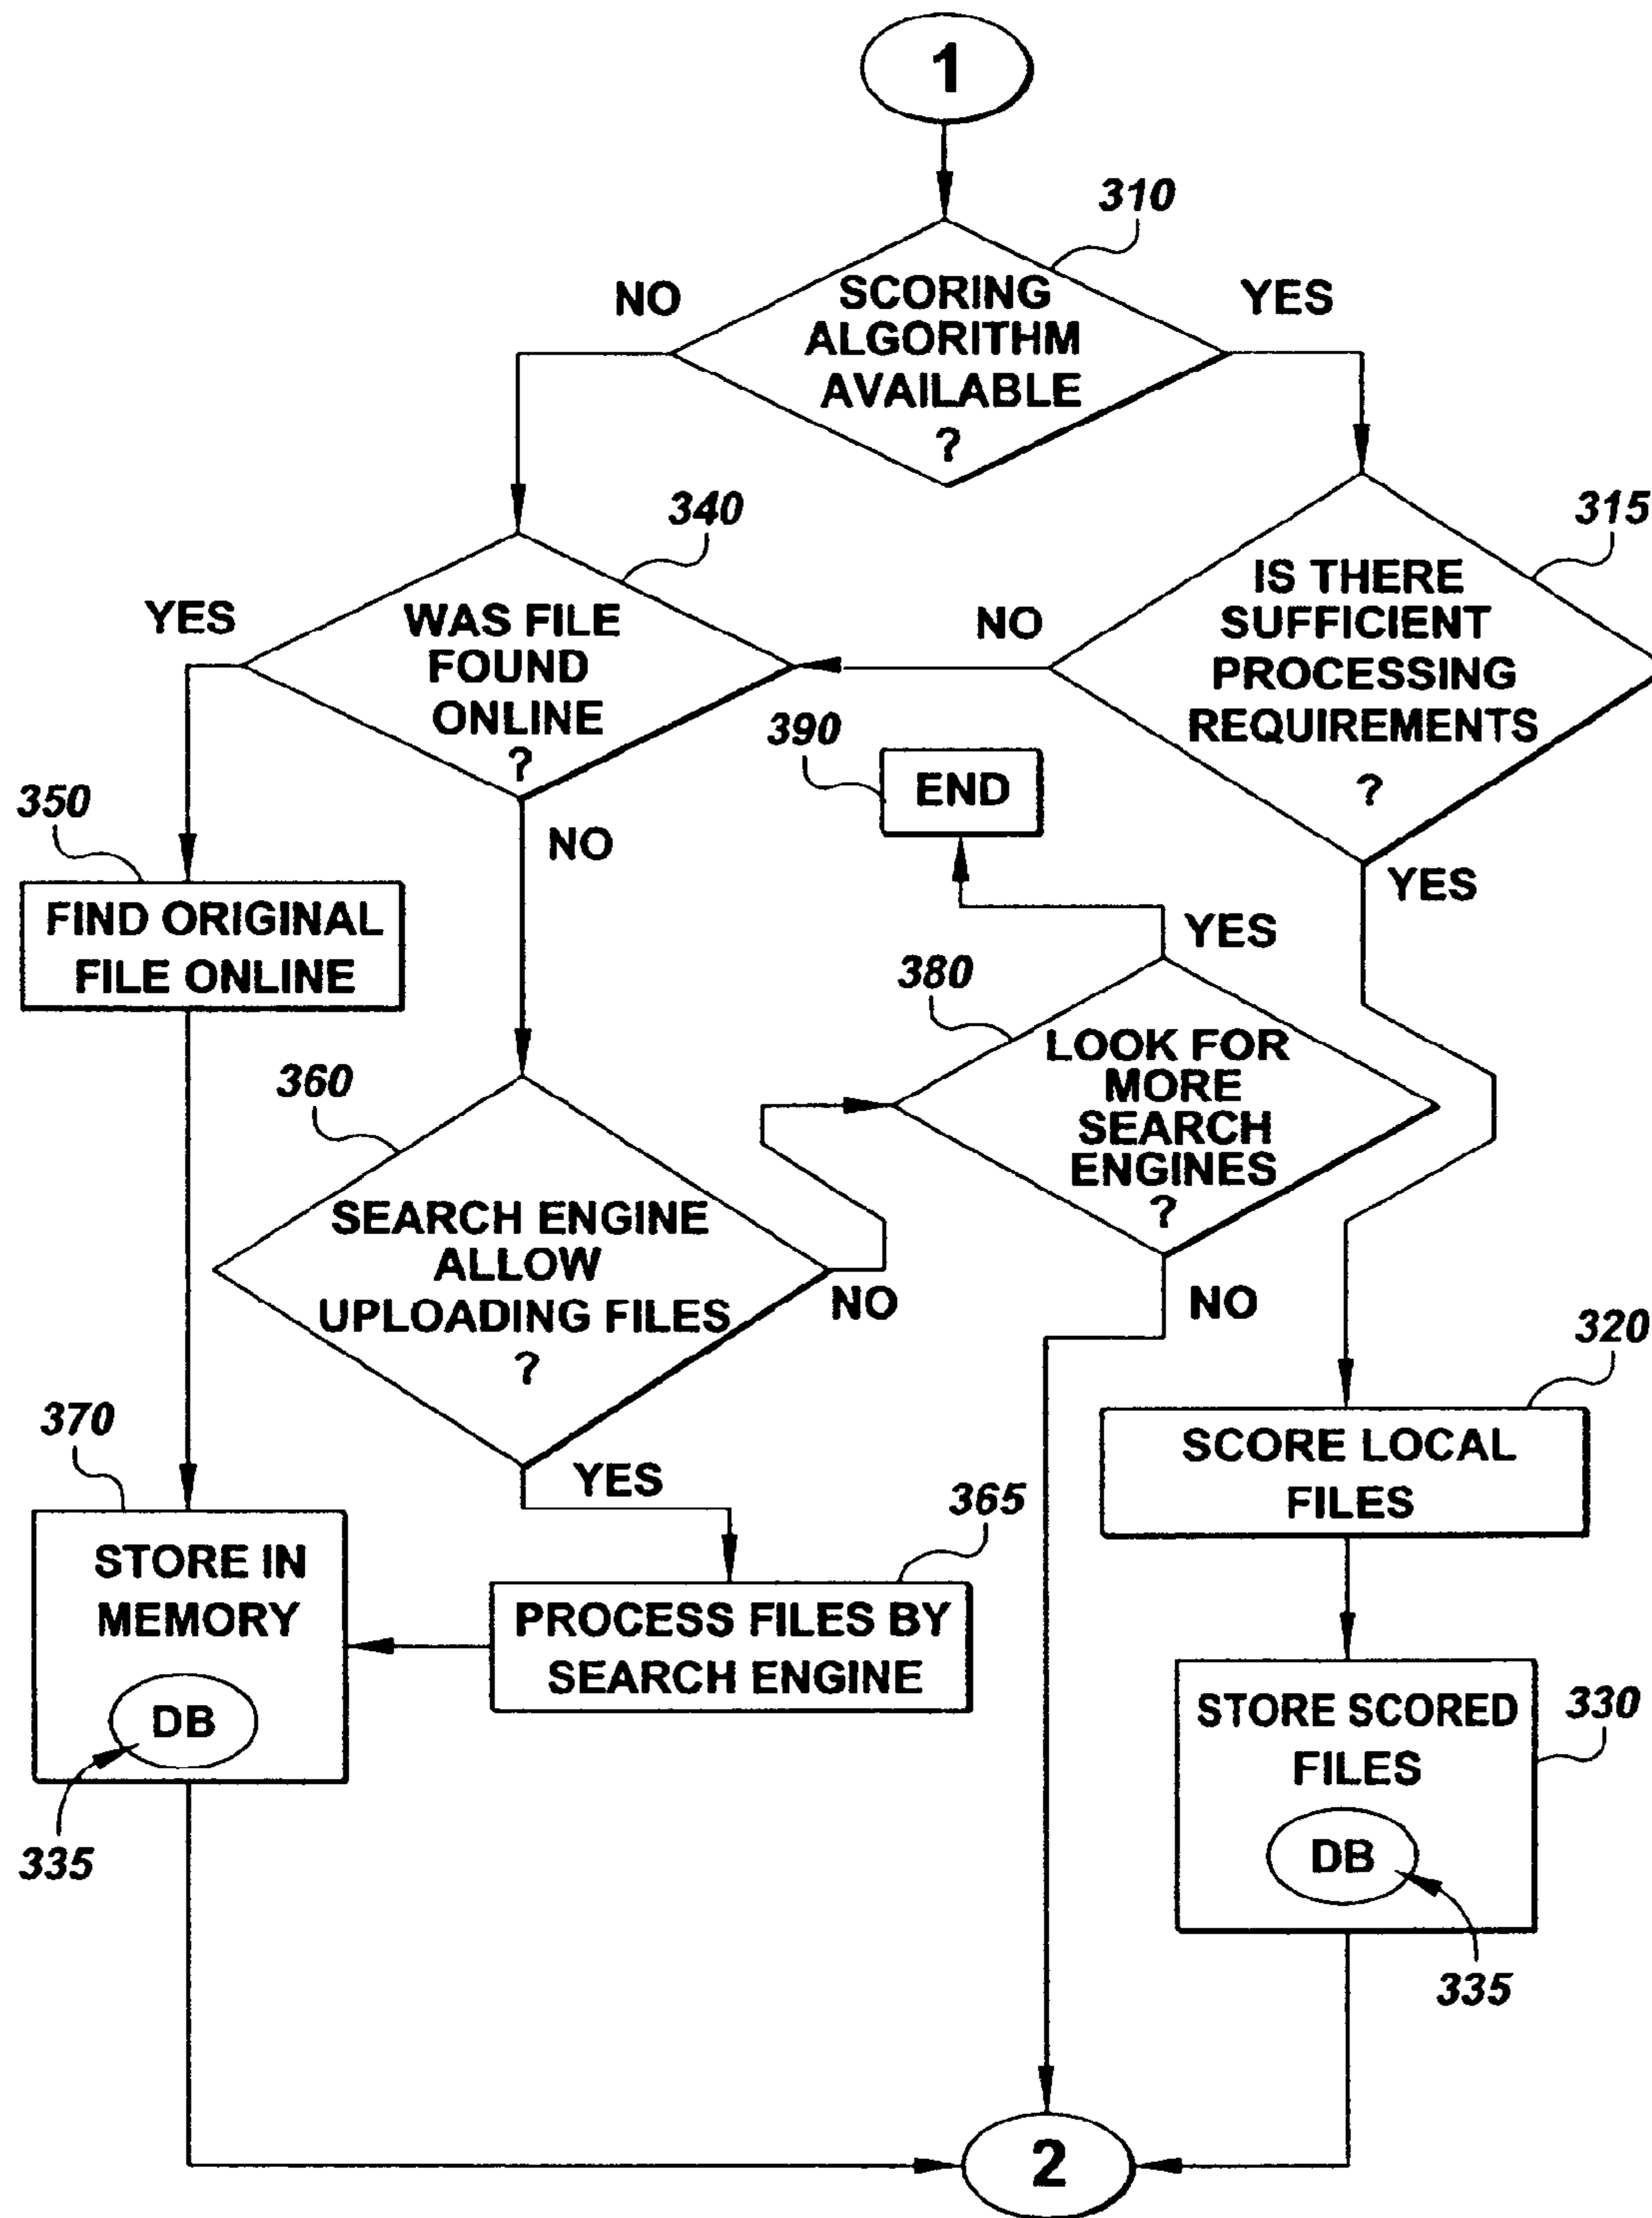 1
310
NO
SCORING
ALGORITHM
AVAILABLE
?
YES
340
315
YES
WAS FILE
FOUND
ONLINE
?
NO
IS THERE
SUFFICIENT
PROCESSING
REQUIREMENTS
?
390
END
350
NO
YES
FIND ORIGINAL
FILE ONLINE
YES
380
LOOK FOR
MORE
SEARCH
ENGINES
?
360
SEARCH ENGINE
ALLOW
UPLOADING FILES
?
NO
NO
320
SCORE LOCAL
FILES
370
YES
365
STORE IN
MEMORY
DB
335
PROCESS FILES BY
SEARCH ENGINE
STORE SCORED
FILES
330
DB
335
2